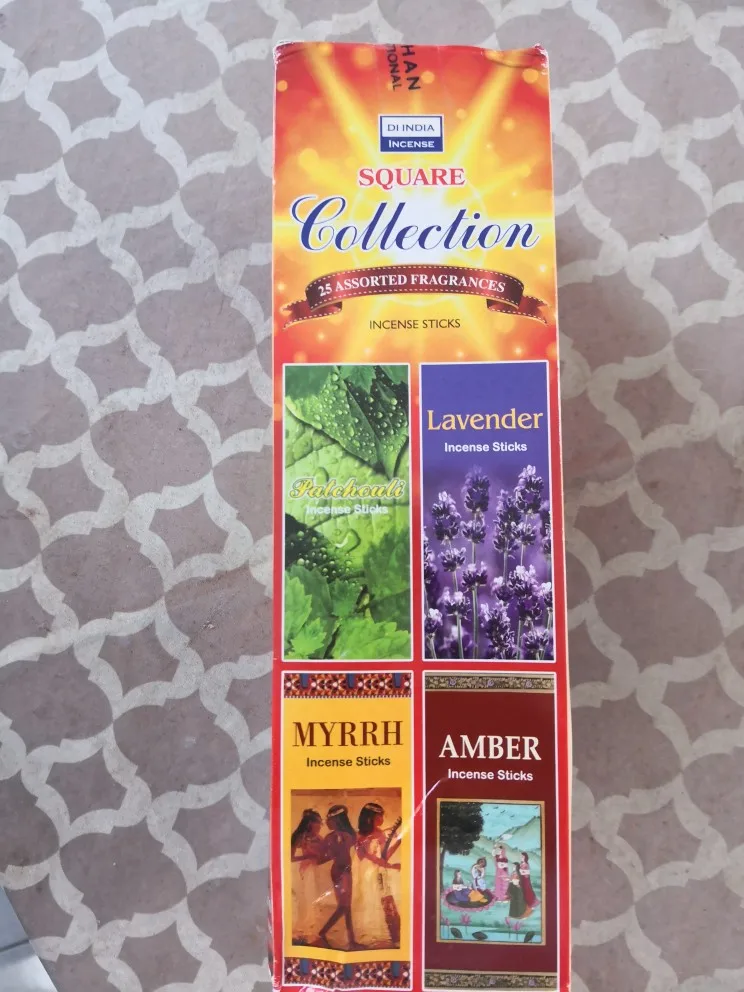 HAN
TIONAL
DI INDIA
INCENSE
SQUARE
Collection
25 ASSORTED FRAGRANCES
INCENSE STICKS
Patchouli
Incense Sticks
Lavender
Incense Sticks
MYRRH
Incense Sticks
AMBER
Incense Sticks